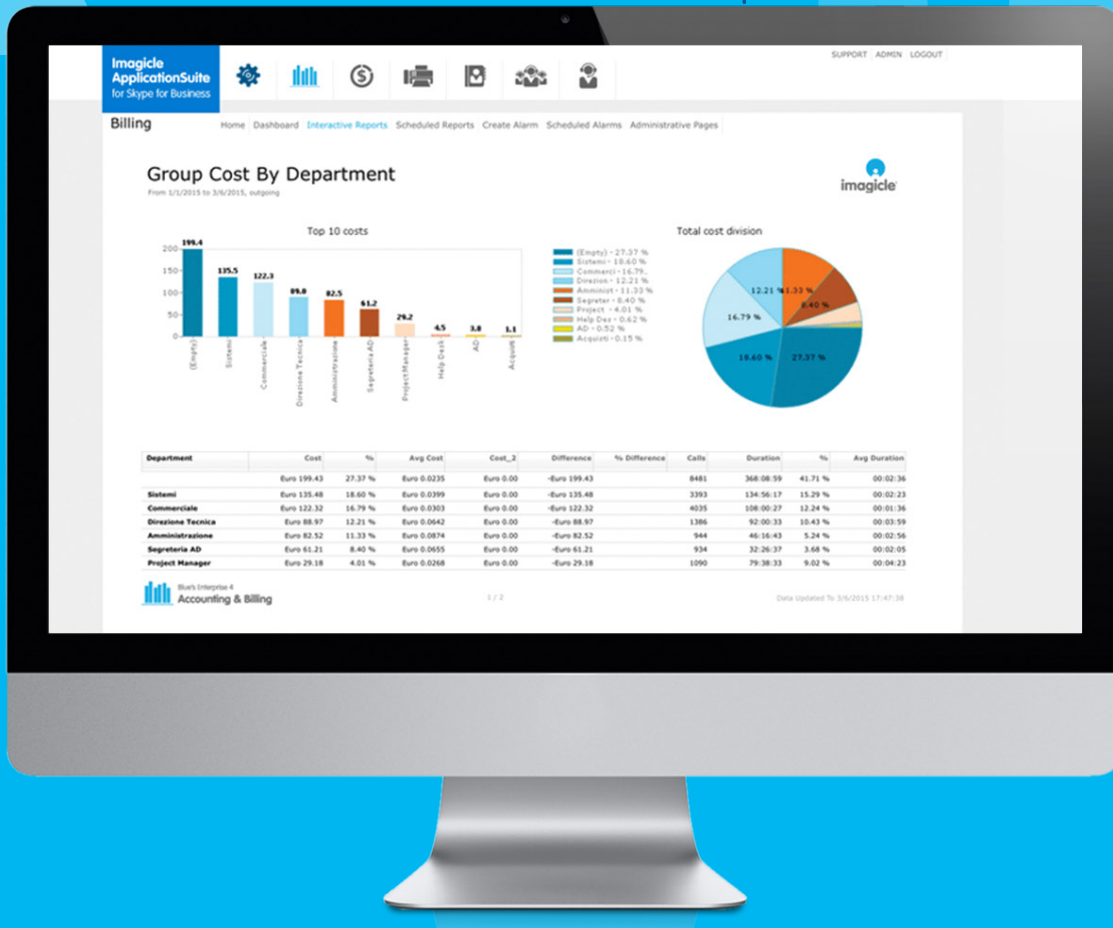 SUPPORT ADMIN LOGOUT
Imagicle
ApplicationSuite
for Skype for Business
Billing
Home Dashboard Interactive Reports Scheduled Reports Create Alarm Scheduled Alarms Administrative Pages
Group Cost By Department
From 1/1/2015 to 3/6/2015, outgoing
imagicle
Top 10 costs
200
150
100
50
0
199.4
135.5
122.3
89.0
82.5
61.2
29.2
4.5
3.8
1.1
(Empty)
Sistemi
Commerciale
Direzione Tecnica
Amministrazione
Segreteria AD
Project Manager
Help Desk
AD
Acquisti
(Empty) - 27.37 %
Sistemi - 18.60 %
Commerci - 16.79..
Direzion - 12.21 %
Amminist - 11.33 %
Segreter - 8.40 %
Project - 4.01 %
Help Des - 0.62 %
AD - 0.52 %
Acquisti - 0.15 %
Total cost division
12.21 %
11.33 %
8.40 %
16.79 %
18.60 %
27.37 %
Department Cost % Avg Cost Cost_2 Difference % Difference Calls Duration % Avg Duration
Euro 199.43 27.37 % Euro 0.0235 Euro 0.00 -Euro 199.43 8481 368:08:59 41.71 % 00:02:36
Sistemi Euro 135.48 18.60 % Euro 0.0399 Euro 0.00 -Euro 135.48 3393 134:56:17 15.29 % 00:02:23
Commerciale Euro 122.32 16.79 % Euro 0.0303 Euro 0.00 -Euro 122.32 4035 108:00:27 12.24 % 00:01:36
Direzione Tecnica Euro 88.97 12.21 % Euro 0.0642 Euro 0.00 -Euro 88.97 1386 92:00:33 10.43 % 00:03:59
Amministrazione Euro 82.52 11.33 % Euro 0.0874 Euro 0.00 -Euro 82.52 944 46:16:43 5.24 % 00:02:56
Segreteria AD Euro 61.21 8.40 % Euro 0.0655 Euro 0.00 -Euro 61.21 934 32:26:37 3.68 % 00:02:05
Project Manager Euro 29.18 4.01 % Euro 0.0268 Euro 0.00 -Euro 29.18 1090 79:38:33 9.02 % 00:04:23
Blue's Enterprise 4
Accounting & Billing
1 / 2
Data Updated To 3/6/2015 17:47:38